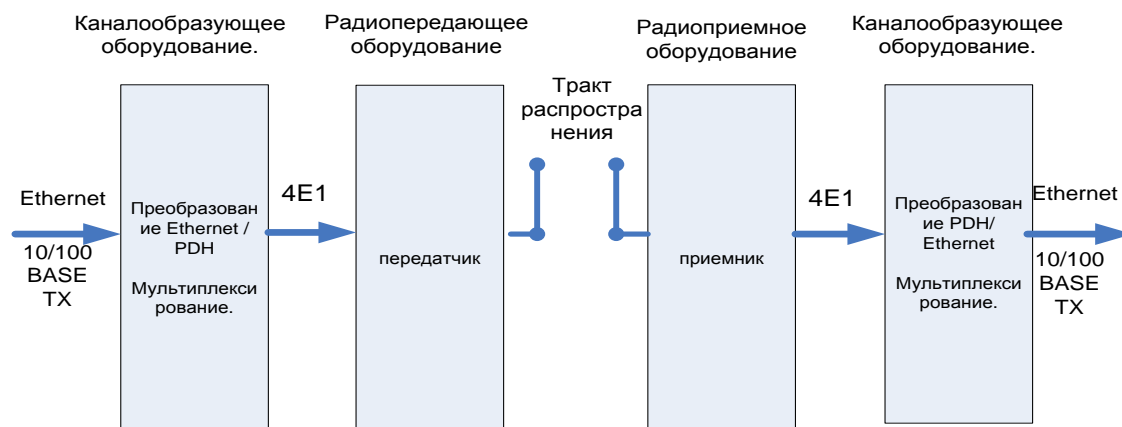 Каналообразующее
оборудование.
Радиопередающее
оборудование
Радиоприемное
оборудование
Каналообразующее
оборудование.
Тракт
распростра
нения
Ethernet
10/100
BASE
TX
Преобразован
ие Ethernet /
PDH
Мультиплекси
рование.
4E1
передатчик
приемник
4E1
Преобразован
ие PDH/
Ethernet
Мультиплекси
рование.
Ethernet
10/100
BASE
TX